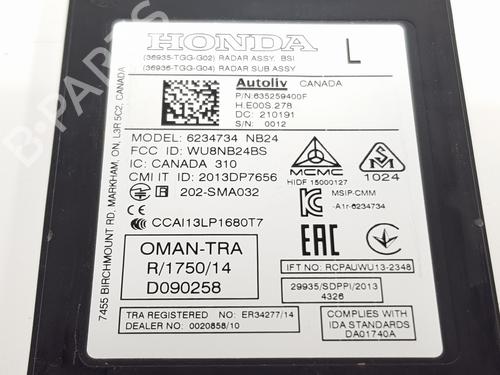 HONDA L
(36935-TGG-G02) RADAR ASSY. BSI
(36936-TGG-G04) RADAR SUB ASSY
Autoliv CANADA
P/N:635259400F
H.E00S.278
DC: 210191
S/N: 0012
MODEL: 6234734 NB24
FCC ID: WU8NB24BS
IC: CANADA 310
CMI IT ID: 2013DP7656
202-SMA032
CCAI13LP1680T7
MCMC
HIDF 15000127
1024
MSIP-CMM
-A1r-6234734
EAC
OMAN-TRA
R/1750/14
D090258
IFT NO: RCPAUWU13-2348
29935/SDPPI/2013
4326
TRA REGISTERED NO: ER34277/14
DEALER NO: 0020858/10
COMPLIES WITH
IDA STANDARDS
DA01740A
7455 BIRCHMOUNT RD, MARKHAM, ON, L3R 5C2, CANADA